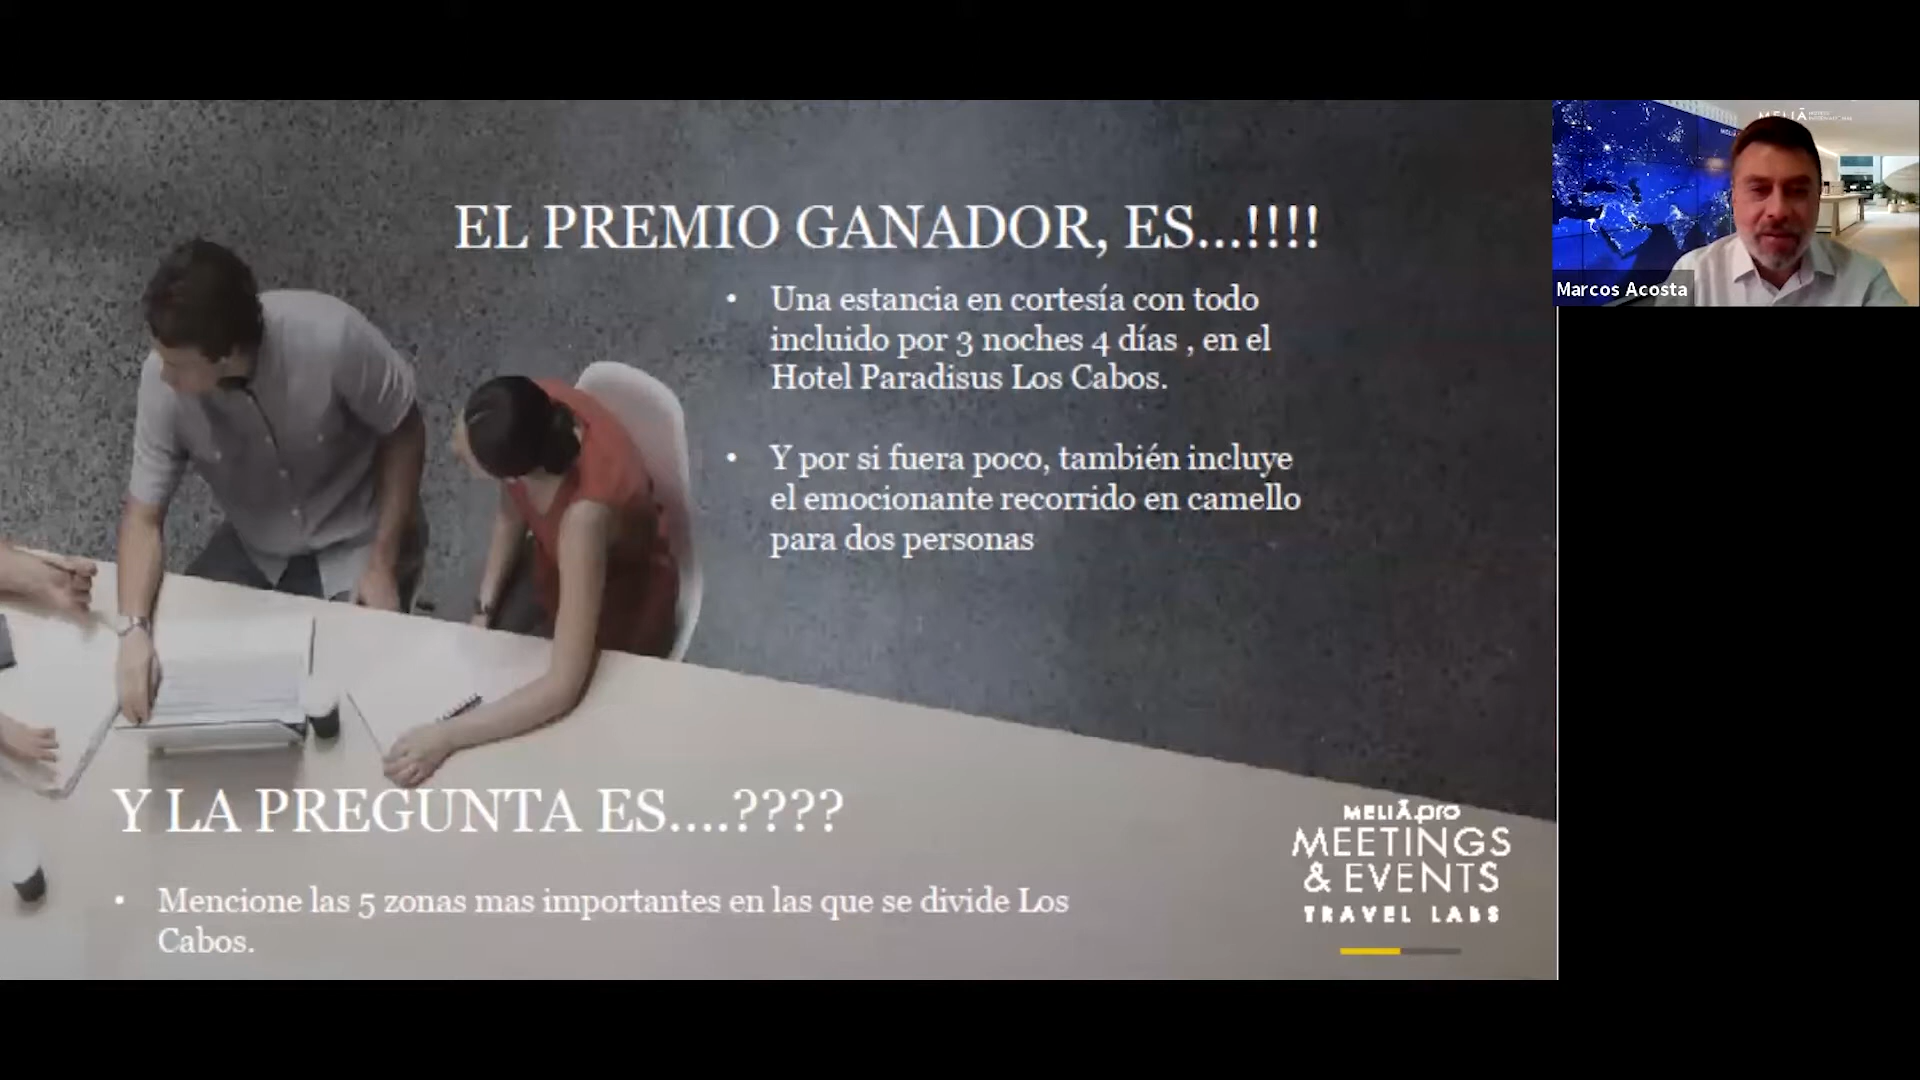 EL PREMIO GANADOR, ES...!!!!
• Una estancia en cortesía con todo
incluido por 3 noches 4 días , en el
Hotel Paradisus Los Cabos.
• Y por si fuera poco, también incluye
el emocionante recorrido en camello
para dos personas
MELIÁ
Marcos Acosta
Y LA PREGUNTA ES....????
• Mencione las 5 zonas mas importantes en las que se divide Los
Cabos.
MELIÁ.pro
MEETINGS
& EVENTS
TRAVEL LABS